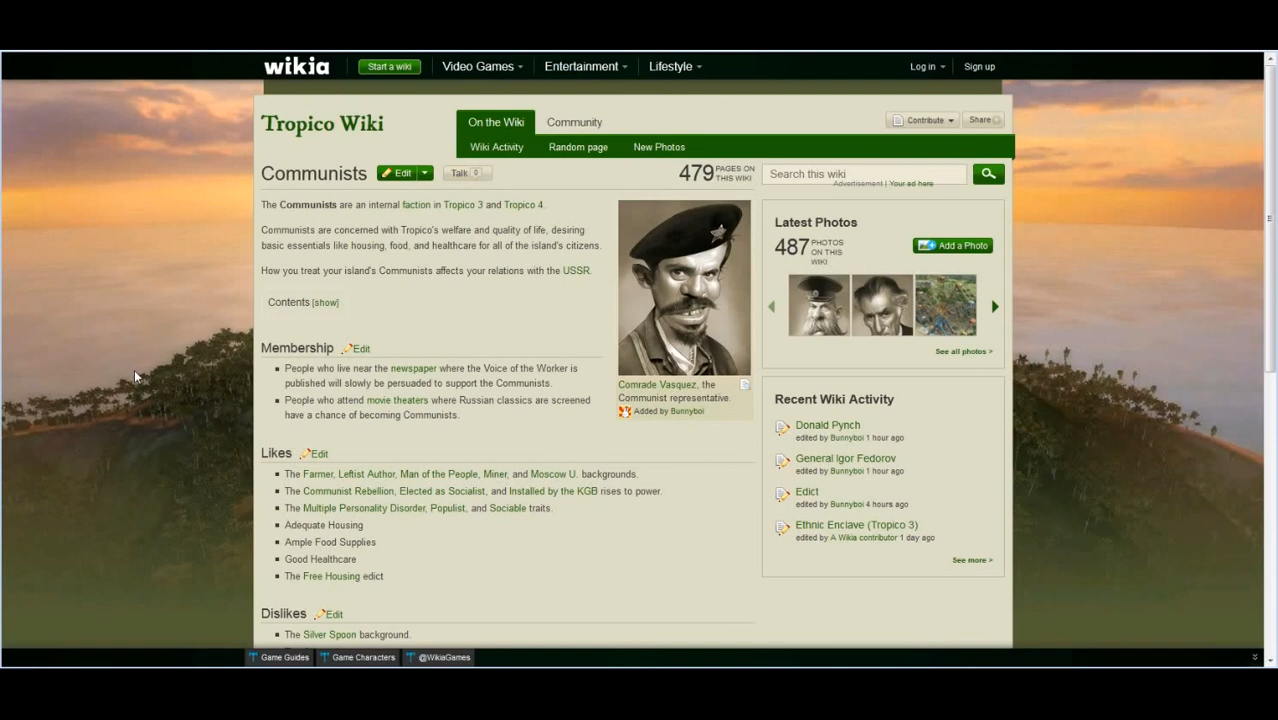 wikia
Start a wiki
Video Games
Entertainment
Lifestyle
Log in
Sign up
Tropico Wiki
On the Wiki
Community
Contribute
Share
Wiki Activity
Random page
New Photos
Communists
Edit
Talk 0
479 PAGES ON
THIS WIKI
Search this wiki
Advertisement | Your ad here
The Communists are an internal faction in Tropico 3 and Tropico 4.
Communists are concerned with Tropico's welfare and quality of life, desiring
basic essentials like housing, food, and healthcare for all of the island's citizens.
How you treat your island's Communists affects your relations with the USSR.
Contents [show]
Membership Edit
People who live near the newspaper where the Voice of the Worker is
published will slowly be persuaded to support the Communists.
People who attend movie theaters where Russian classics are screened
have a chance of becoming Communists.
Comrade Vasquez, the
Communist representative.
Added by Bunnyboi
Likes Edit
The Farmer, Leftist Author, Man of the People, Miner, and Moscow U. backgrounds.
The Communist Rebellion, Elected as Socialist, and Installed by the KGB rises to power.
The Multiple Personality Disorder, Populist, and Sociable traits.
Adequate Housing
Ample Food Supplies
Good Healthcare
The Free Housing edict
Dislikes Edit
The Silver Spoon background.
Latest Photos
487 PHOTOS
ON THIS
WIKI
Add a Photo
See all photos >
Recent Wiki Activity
Donald Pynch
edited by Bunnyboi 1 hour ago
General Igor Fedorov
edited by Bunnyboi 1 hour ago
Edict
edited by Bunnyboi 4 hours ago
Ethnic Enclave (Tropico 3)
edited by A Wikia contributor 1 day ago
See more >
Game Guides
Game Characters
@WikiaGames